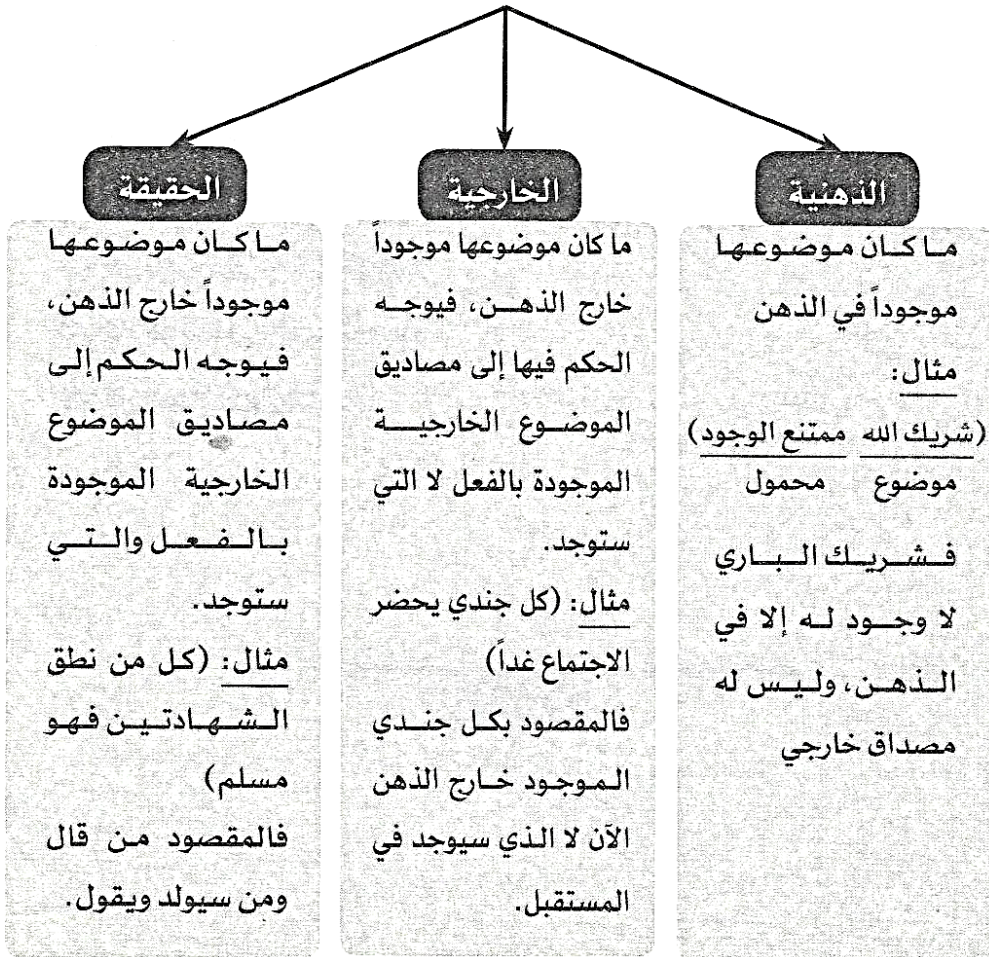 الذهنية
ما كان موضوعها
موجوداً في الذهن
مثال:
(شريك الله ممتنع الوجود)
موضوع محمول
فشريك الباري
لا وجود له إلا في
الذهن، وليس له
مصداق خارجي
الخارجية
ما كان موضوعها موجوداً
خارج الذهن، فيوجه
الحكم فيها إلى مصاديق
الموضوع الخارجية
الموجودة بالفعل لا التي
ستوجد.
مثال: (كل جندي يحضر
الاجتماع غداً)
فالمقصود بكل جندي
الموجود خارج الذهن
الآن لا الذي سيوجد في
المستقبل.
الحقيقة
ما كان موضوعها
موجوداً خارج الذهن،
فيوجه الحكم إلى
مصاديق الموضوع
الخارجية الموجودة
بالفعل والتي
ستوجد.
مثال: (كل من نطق
الشهادتين فهو
مسلم)
فالمقصود من قال
ومن سيولد ويقول.